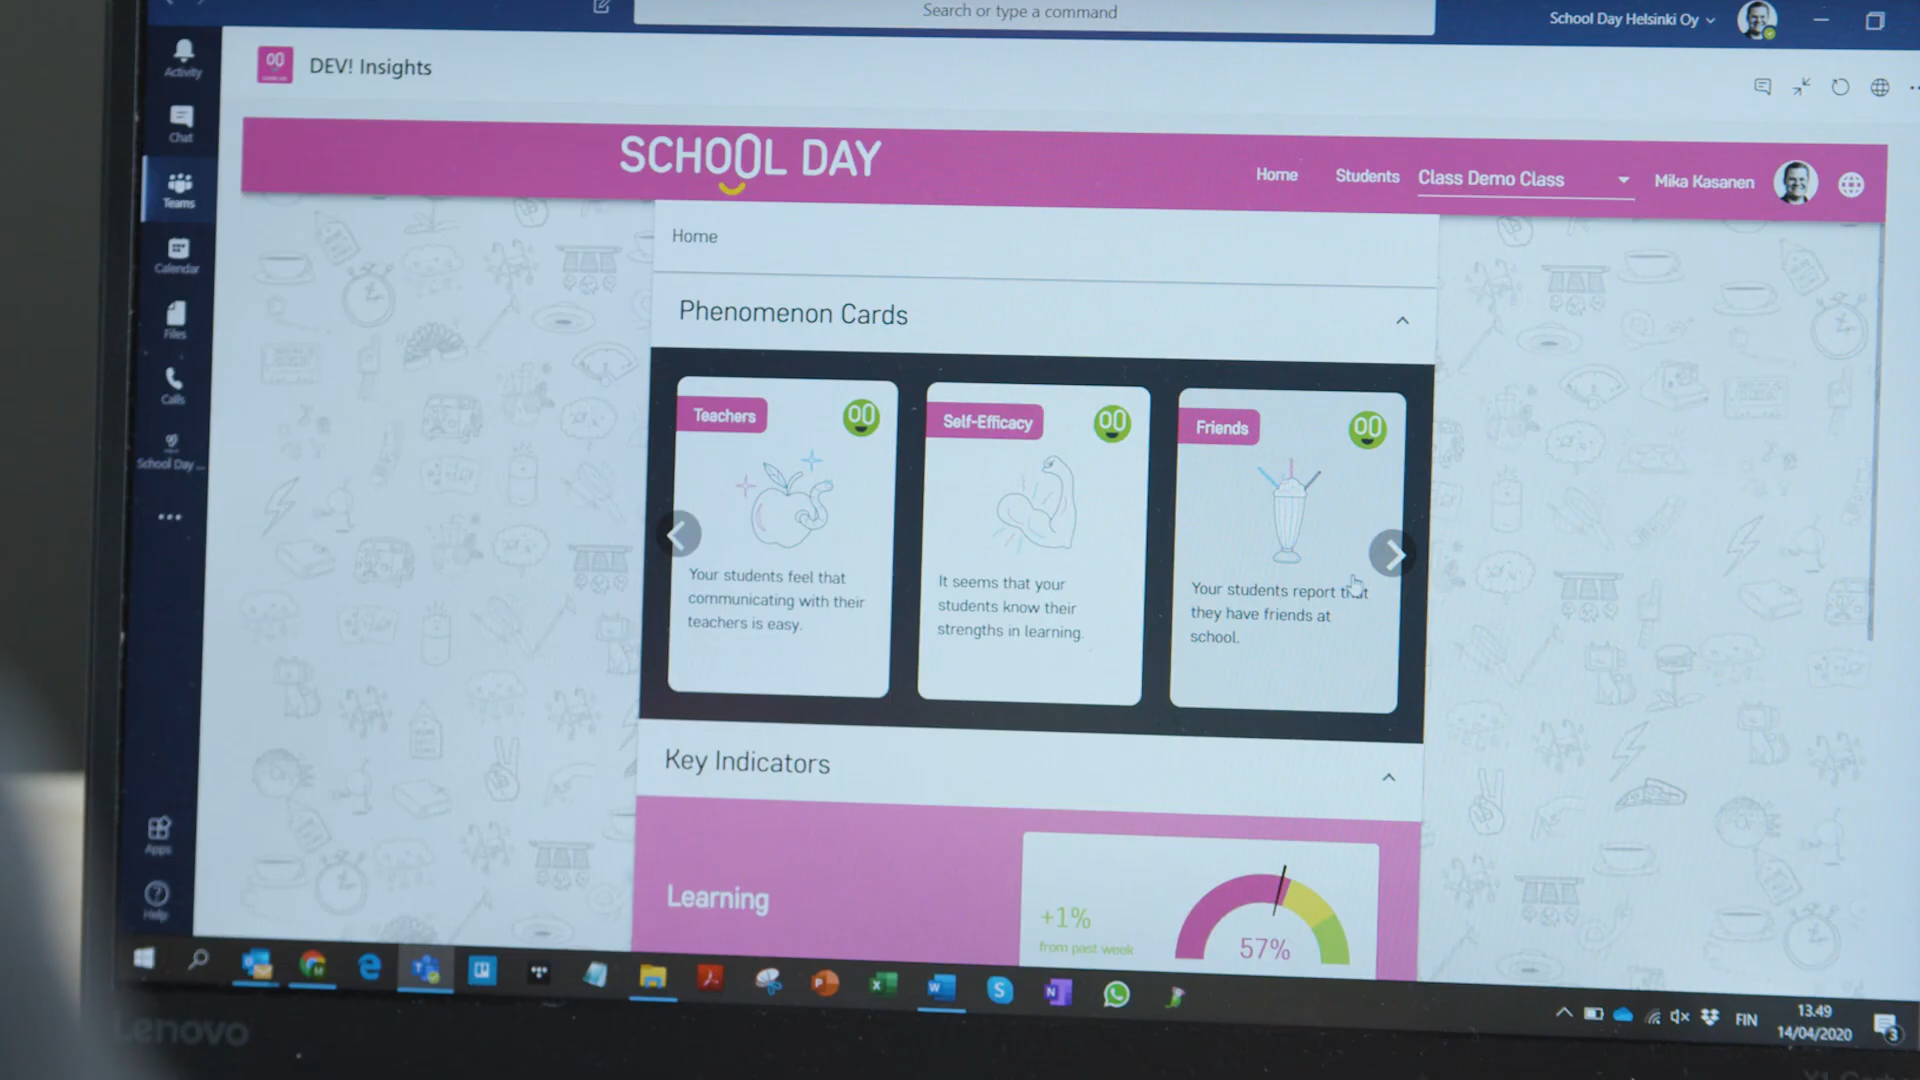 Search or type a command
School Day Helsinki Oy
Activity
DEV! Insights
Chat
SCHOOL DAY
Home
Students
Class Demo Class
Mika Kasanen
Teams
Home
Calendar
Phenomenon Cards
Files
Calls
Teachers
Self-Efficacy
Friends
School Day ...
Your students feel that
communicating with their
teachers is easy.
It seems that your
students know their
strengths in learning.
Your students report that
they have friends at
school.
Key Indicators
Apps
Learning
+1%
from past week
57%
Help
FIN
13.49
14/04/2020
3
Lenovo